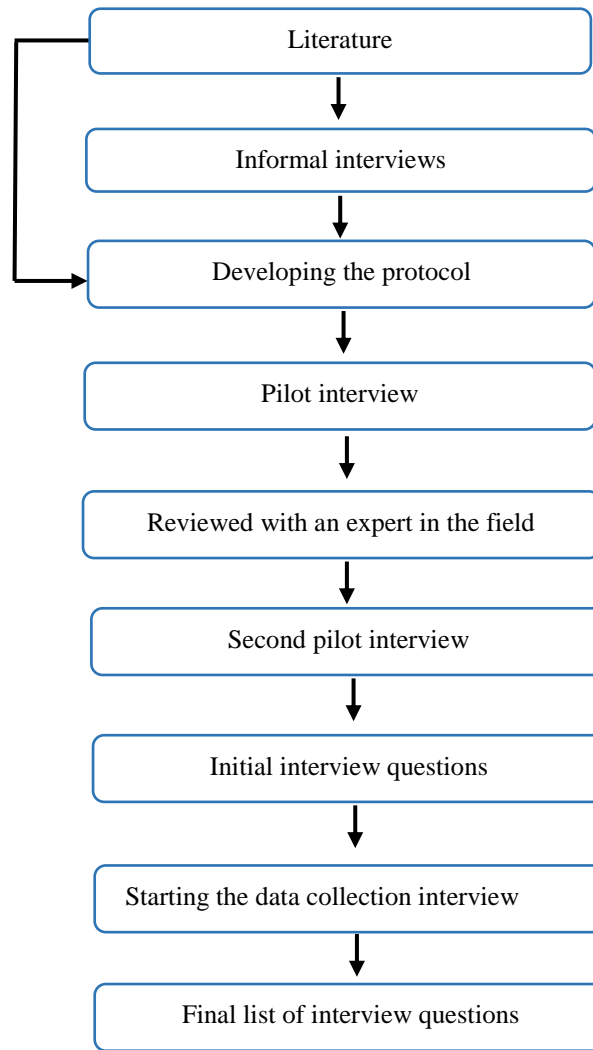 Literature
Informal interviews
Developing the protocol
Pilot interview
Reviewed with an expert in the field
Second pilot interview
Initial interview questions
Starting the data collection interview
Final list of interview questions